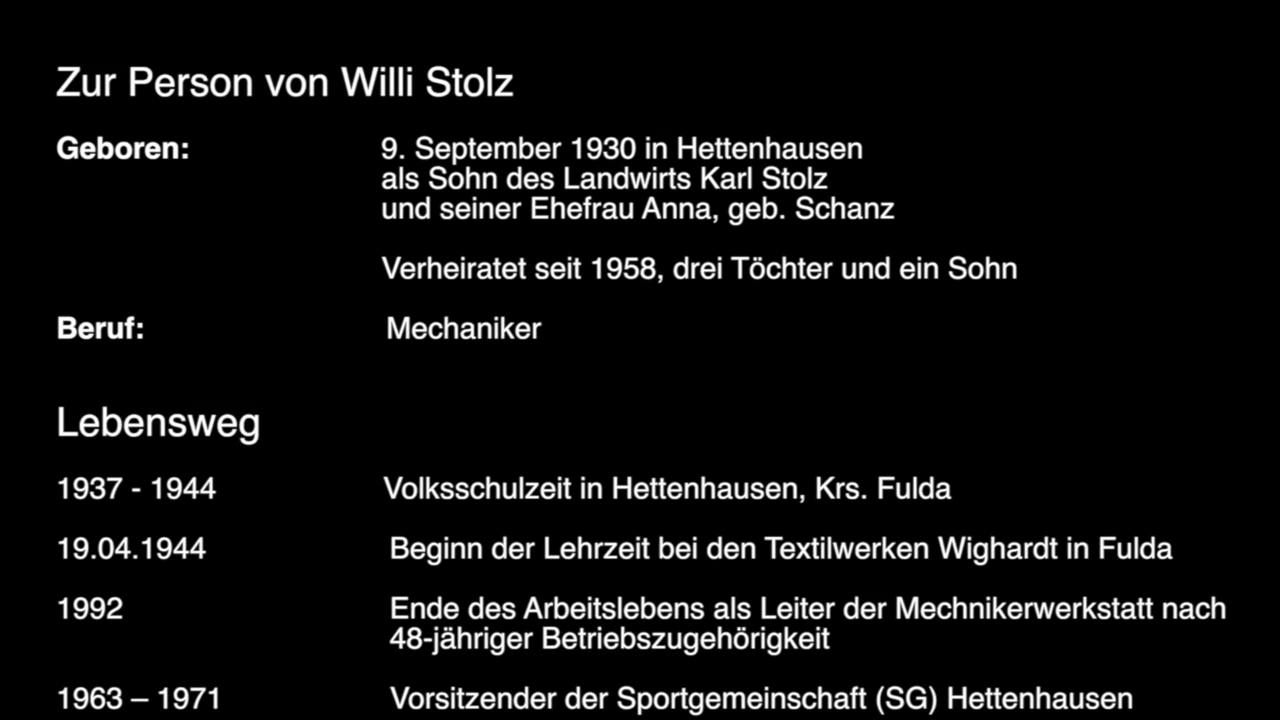 Zur Person von Willi Stolz
Geboren: 9. September 1930 in Hettenhausen
als Sohn des Landwirts Karl Stolz
und seiner Ehefrau Anna, geb. Schanz
Verheiratet seit 1958, drei Töchter und ein Sohn
Beruf: Mechaniker
Lebensweg
1937 - 1944 Volksschulzeit in Hettenhausen, Krs. Fulda
19.04.1944 Beginn der Lehrzeit bei den Textilwerken Wighardt in Fulda
1992 Ende des Arbeitslebens als Leiter der Mechnikerwerkstatt nach
48-jähriger Betriebszugehörigkeit
1963 – 1971 Vorsitzender der Sportgemeinschaft (SG) Hettenhausen